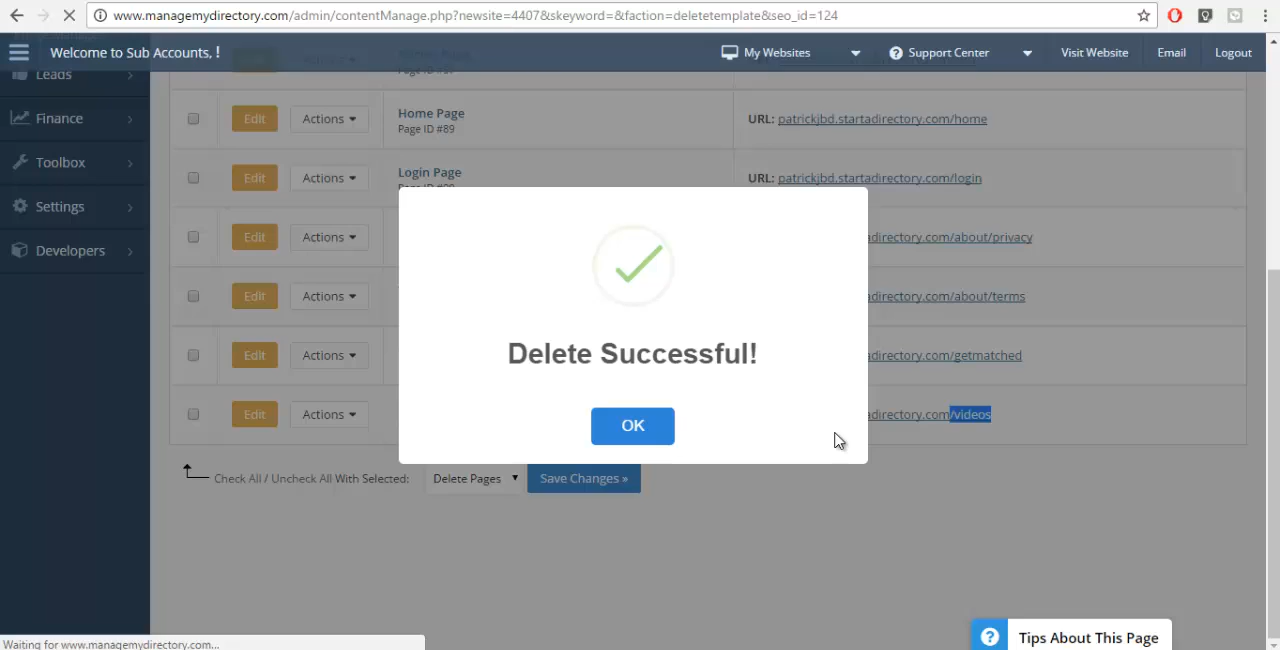 www.managemydirectory.com/admin/contentManage.php?newsite=4407&skeyword=&faction=deletetemplate&seo_id=124
Welcome to Sub Accounts, !
My Websites
Support Center
Visit Website
Email
Logout
Leads
Finance
Toolbox
Settings
Developers
Edit Actions Home Page URL: patrickjbd.startadirectory.com/home
Page ID #89
Edit Actions Login Page URL: patrickjbd.startadirectory.com/login
Edit Actions adirectory.com/about/privacy
Edit Actions adirectory.com/about/terms
Edit Actions adirectory.com/getmatched
Edit Actions adirectory.com/videos
Delete Successful!
OK
Check All / Uncheck All With Selected: Delete Pages Save Changes »
Tips About This Page
Waiting for www.managemydirectory.com...